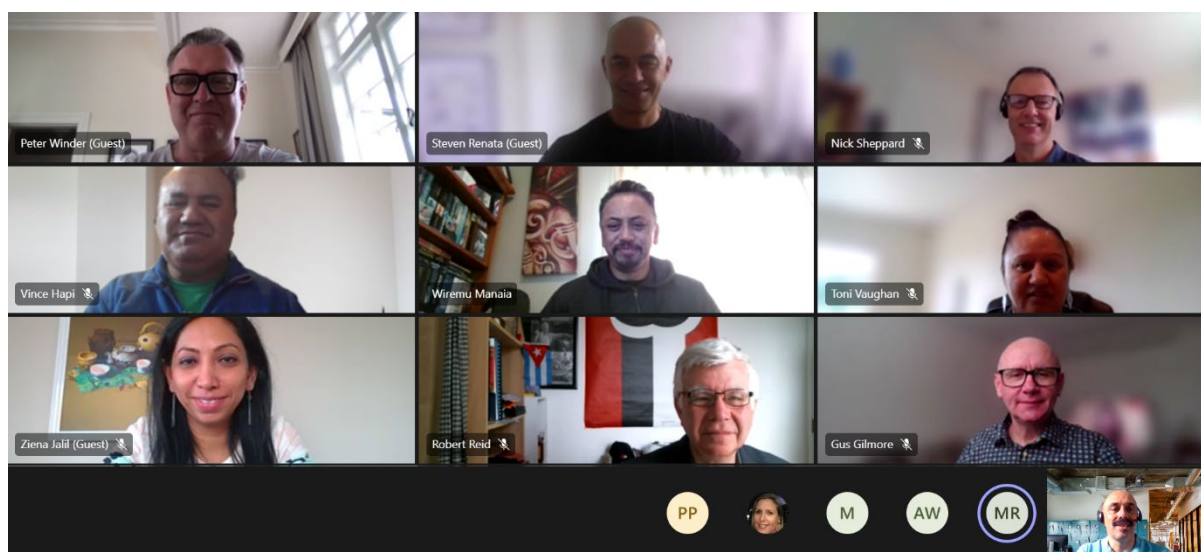 Peter Winder (Guest)
Steven Renata (Guest)
Nick Sheppard
Vince Hapi
Wiremu Manaia
Toni Vaughan
Ziena Jalil (Guest)
Robert Reid
Gus Gilmore
PP
M
AW
MR